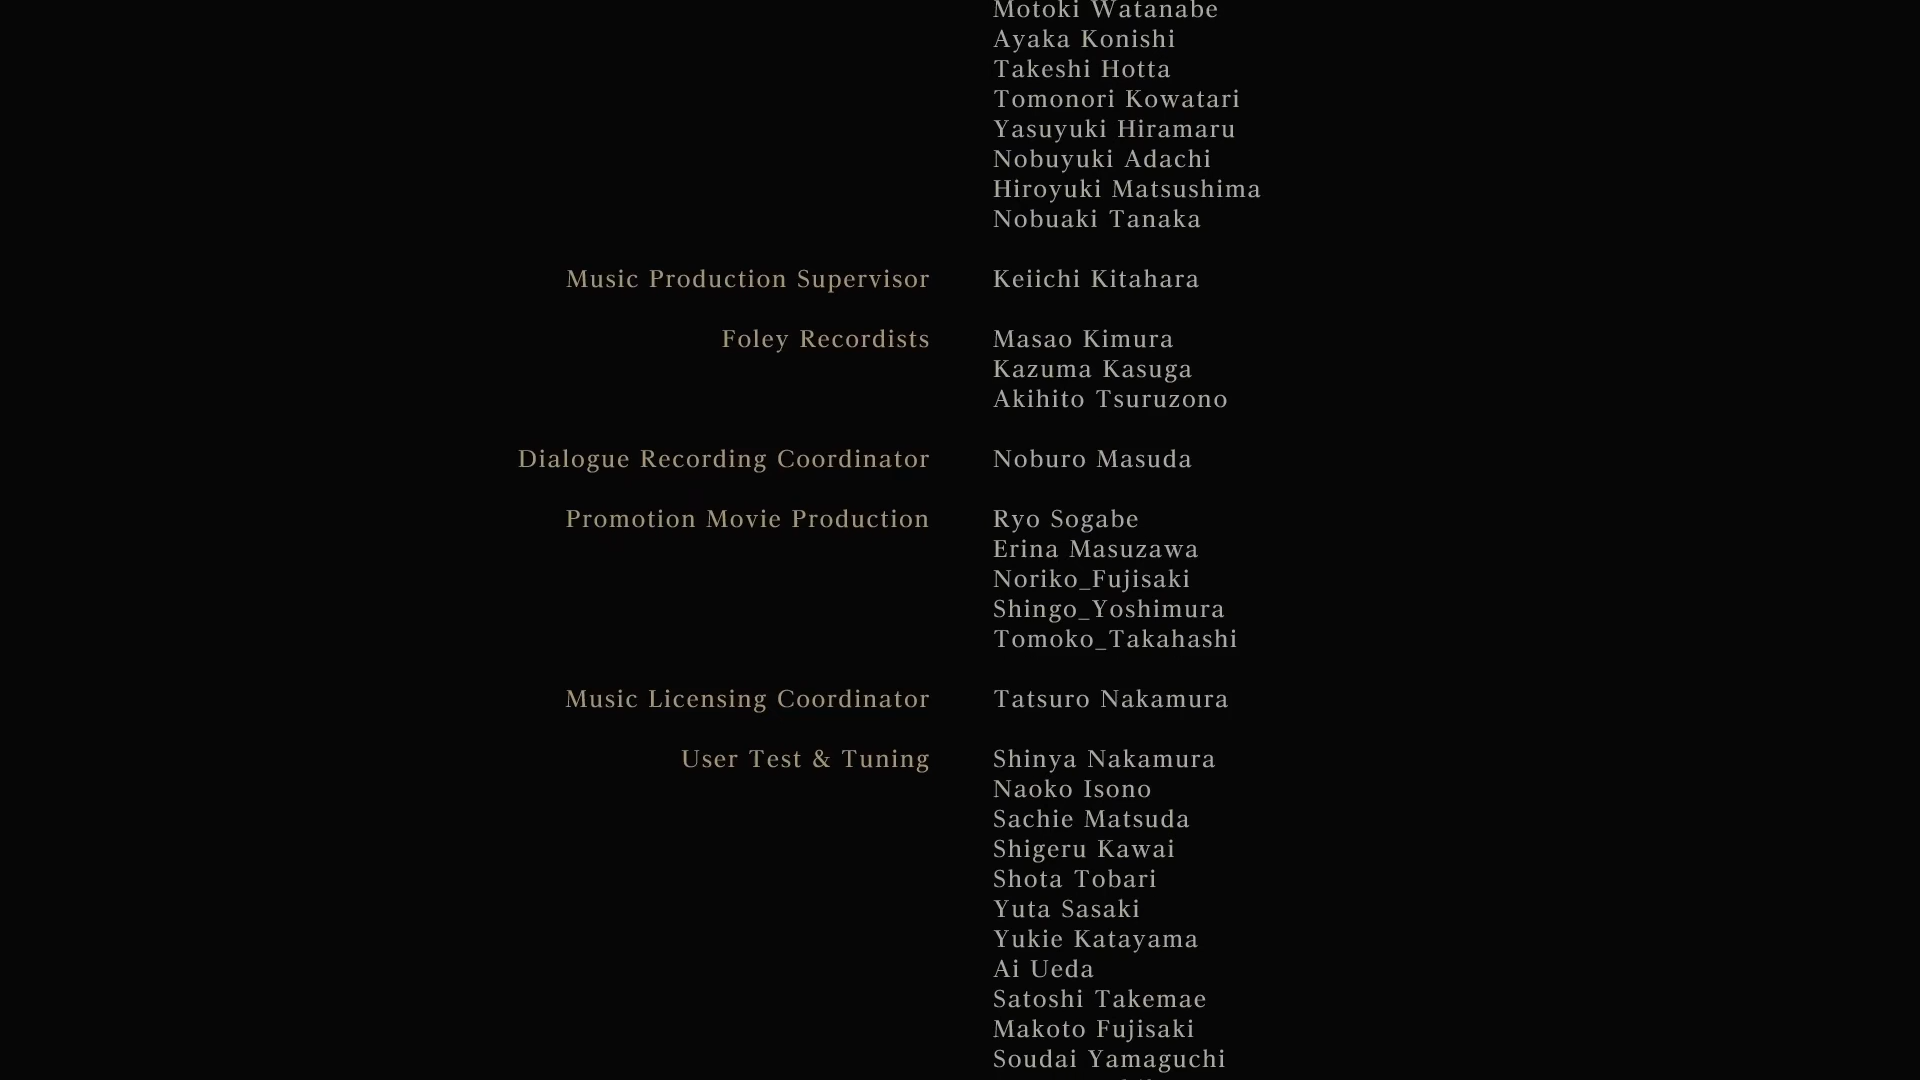 Motoki Watanabe
Ayaka Konishi
Takeshi Hotta
Tomonori Kowatari
Yasuyuki Hiramaru
Nobuyuki Adachi
Hiroyuki Matsushima
Nobuaki Tanaka
Music Production Supervisor Keiichi Kitahara
Foley Recordists Masao Kimura
Kazuma Kasuga
Akihito Tsuruzono
Dialogue Recording Coordinator Noburo Masuda
Promotion Movie Production Ryo Sogabe
Erina Masuzawa
Noriko_Fujisaki
Shingo_Yoshimura
Tomoko_Takahashi
Music Licensing Coordinator Tatsuro Nakamura
User Test & Tuning Shinya Nakamura
Naoko Isono
Sachie Matsuda
Shigeru Kawai
Shota Tobari
Yuta Sasaki
Yukie Katayama
Ai Ueda
Satoshi Takemae
Makoto Fujisaki
Soudai Yamaguchi